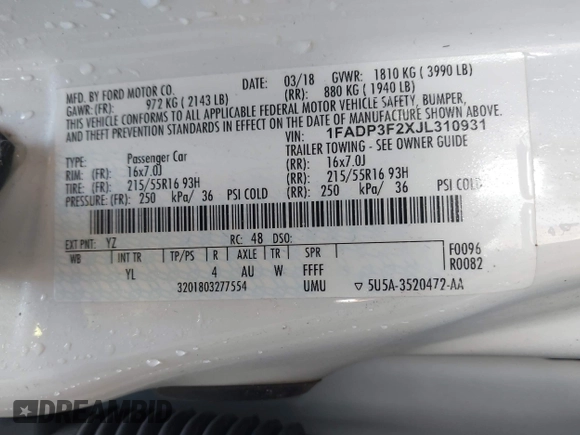 MFD. BY FORD MOTOR CO.
DATE: 03/18 GVWR: 1810 KG ( 3990 LB)
GAWR: (FR): 972 KG ( 2143 LB) (RR): 880 KG ( 1940 LB)
THIS VEHICLE CONFORMS TO ALL APPLICABLE FEDERAL MOTOR VEHICLE SAFETY, BUMPER,
AND THEFT PREVENTION STANDARDS IN EFFECT ON THE DATE OF MANUFACTURE SHOWN ABOVE.
VIN: 1FADP3F2XJL310931
TYPE: Passenger Car TRAILER TOWING - SEE OWNER GUIDE
RIM: (FR): 16x7.0J (RR): 16x7.0J
TIRE: (FR): 215/55R16 93H (RR): 215/55R16 93H
PRESSURE: (FR): 250 kPa/ 36 PSI COLD (RR): 250 kPa/ 36 PSI COLD
EXT PNT: YZ RC: 48 DSO:
WB INT TR TP/PS R AXLE TR SPR F0096
YL 4 AU W FFFF R0082
3201803277554 UMU ▽ 5U5A-3520472-AA
DREAMBID